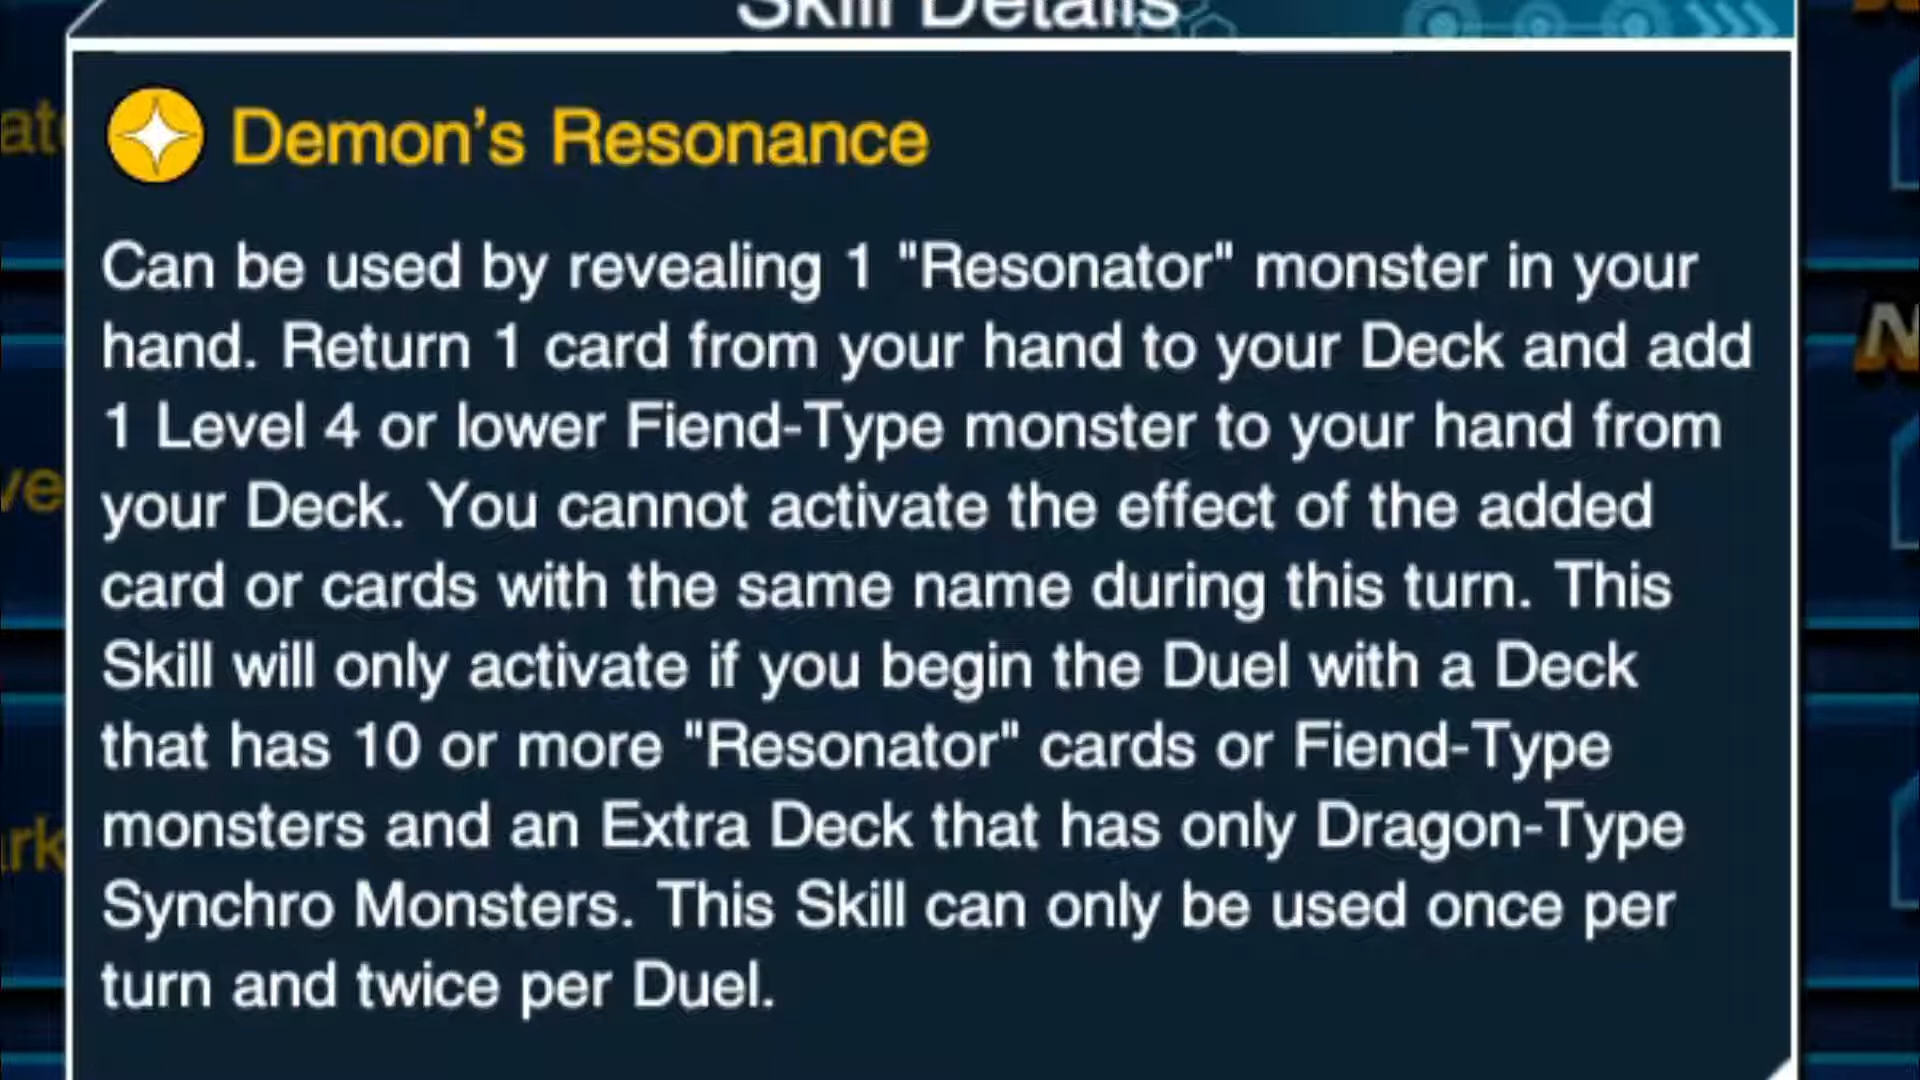 Skill Details
Demon's Resonance
Can be used by revealing 1 "Resonator" monster in your
hand. Return 1 card from your hand to your Deck and add
1 Level 4 or lower Fiend-Type monster to your hand from
your Deck. You cannot activate the effect of the added
card or cards with the same name during this turn. This
Skill will only activate if you begin the Duel with a Deck
that has 10 or more "Resonator" cards or Fiend-Type
monsters and an Extra Deck that has only Dragon-Type
Synchro Monsters. This Skill can only be used once per
turn and twice per Duel.